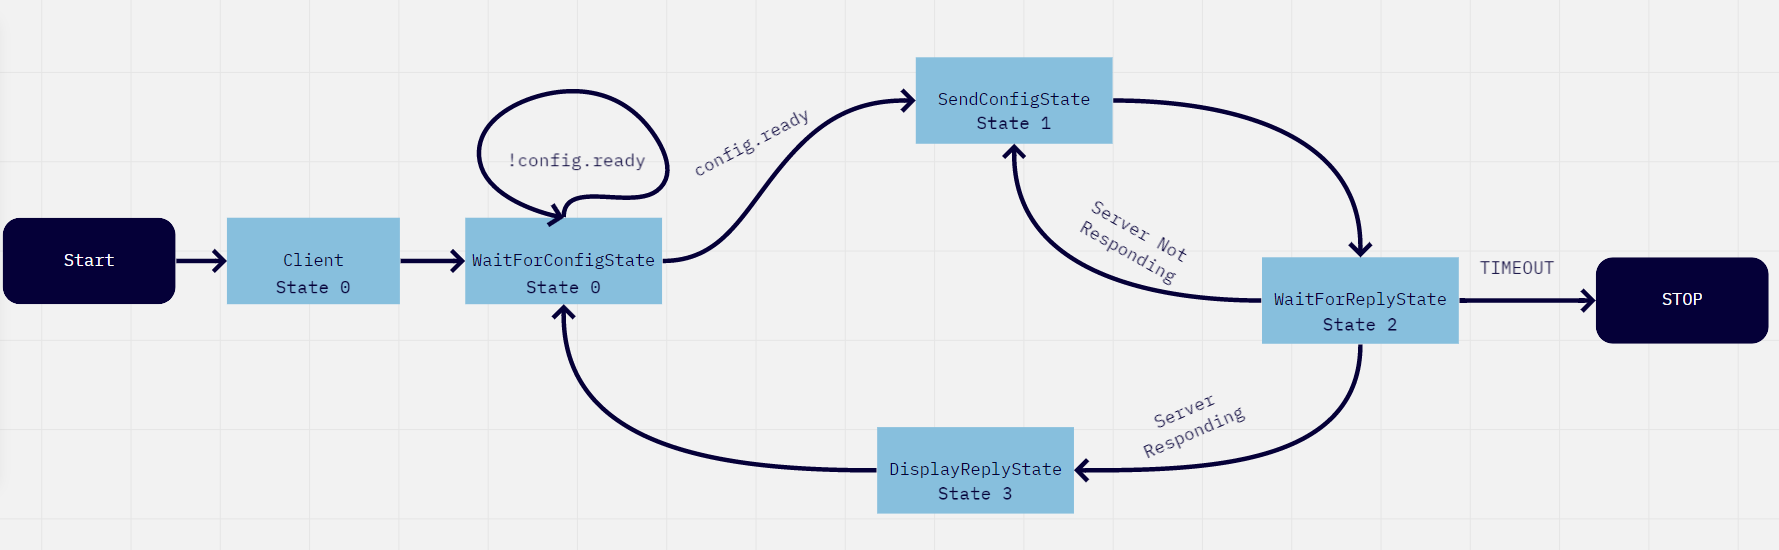 Start
Client
State 0
!config.ready
WaitForConfigState
State 0
config.ready
SendConfigState
State 1
Server Not
Responding
WaitForReplyState
State 2
TIMEOUT
STOP
Server
Responding
DisplayReplyState
State 3